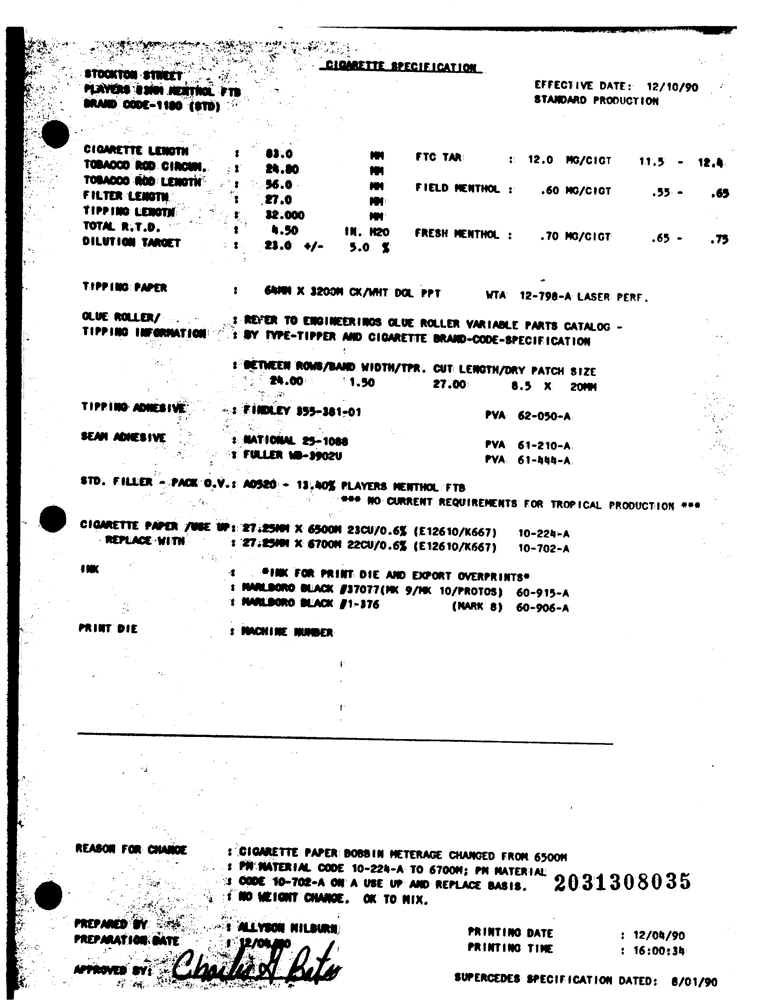 CIGARETTE SPECIFICATION
STOCKTON STREET
PLAYERS 83MM MENTHOL FTB
BRAND CODE-1180 (STD)
EFFECTIVE DATE: 12/10/90
STANDARD PRODUCTION
CIGARETTE LENGTH : 83.0 MM FTC TAR : 12.0 MG/CIGT 11.5 - 12.4
TOBACCO ROD CIRCUM. : 24.80 MM
TOBACCO ROD LENGTH : 56.0 MM FIELD MENTHOL : .60 MG/CIGT .55 - .65
FILTER LENGTH : 27.0 MM
TIPPING LENGTH : 32.000 MM
TOTAL R.T.D. : 4.50 IN. H2O FRESH MENTHOL : .70 MG/CIGT .65 - .75
DILUTION TARGET : 23.0 +/- 5.0 %
TIPPING PAPER : 64MM X 3200M CK/WHT DOL PPT WTA 12-798-A LASER PERF.
GLUE ROLLER/ : REFER TO ENGINEERINGS GLUE ROLLER VARIABLE PARTS CATALOG -
TIPPING INFORMATION : BY TYPE-TIPPER AND CIGARETTE BRAND-CODE-SPECIFICATION
: BETWEEN ROWS/BAND WIDTH/TPR. CUT LENGTH/DRY PATCH SIZE
24.00 1.50 27.00 8.5 X 20MM
TIPPING ADHESIVE : FINDLEY 355-381-01 PVA 62-050-A
SEAM ADHESIVE : NATIONAL 25-1088 PVA 61-210-A
: FULLER WB-3902U PVA 61-444-A
STD. FILLER - PACK O.V.: A0520 - 13.40% PLAYERS MENTHOL FTB
*** NO CURRENT REQUIREMENTS FOR TROPICAL PRODUCTION ***
CIGARETTE PAPER /USE UP: 27.25MM X 6500M 23CU/0.6% (E12610/K667) 10-224-A
REPLACE WITH : 27.25MM X 6700M 22CU/0.6% (E12610/K667) 10-702-A
INK : *INK FOR PRINT DIE AND EXPORT OVERPRINTS*
: MARLBORO BLACK #37077(MK 9/MK 10/PROTOS) 60-915-A
: MARLBORO BLACK #1-376 (MARK 8) 60-906-A
PRINT DIE : MACHINE NUMBER
REASON FOR CHANGE : CIGARETTE PAPER BOBBIN METERAGE CHANGED FROM 6500M
: PM MATERIAL CODE 10-224-A TO 6700M; PM MATERIAL
: CODE 10-702-A ON A USE UP AND REPLACE BASIS.
: NO WEIGHT CHANGE. OK TO MIX.
2031308035
PREPARED BY : ALLYSON MILBURN PRINTING DATE : 12/04/90
PREPARATION DATE : 12/04/90 PRINTING TIME : 16:00:34
APPROVED BY:
SUPERCEDES SPECIFICATION DATED: 8/01/90